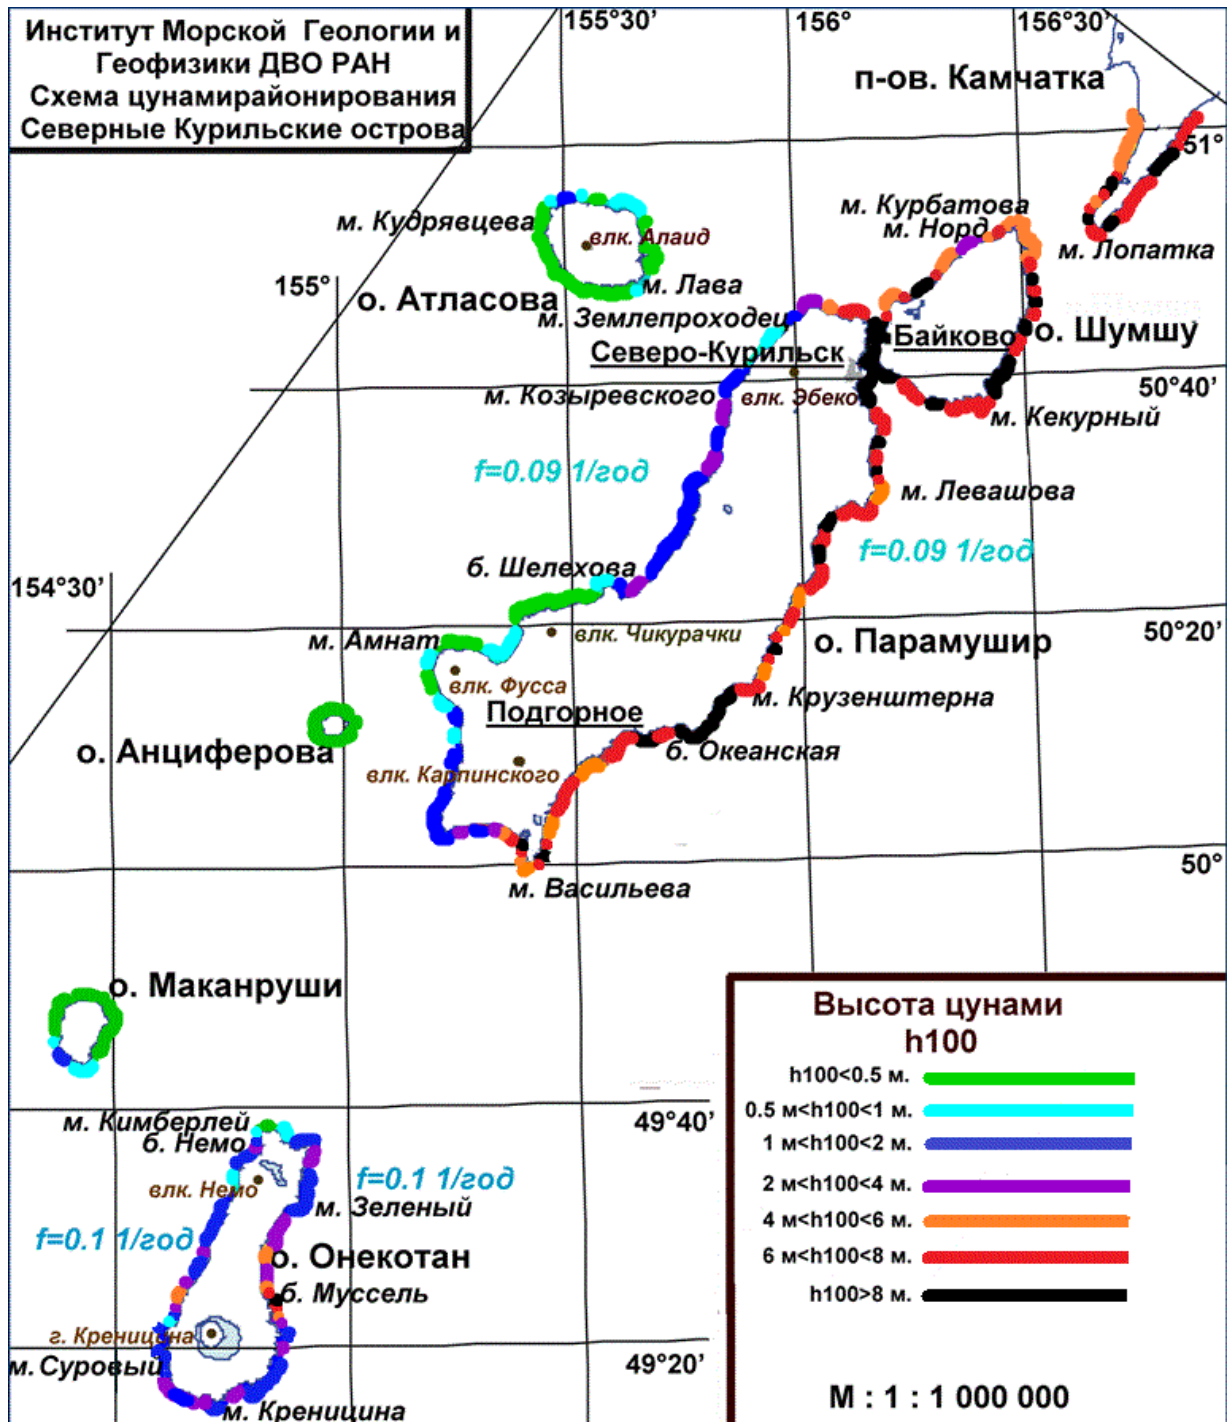 Институт Морской Геологии и
Геофизики ДВО РАН
Схема цунамирайонирования
Северные Курильские острова
155°30’
156°
156°30’
п-ов. Камчатка
51°
м. Курбатова
м. Норд
м. Лопатка
м. Кудрявцева
влк. Алаид
м. Лава
155°
о. Атласова
м. Землепроходец
Байково
о. Шумшу
Северо-Курильск
50°40’
м. Козыревского
влк. Эбеко
м. Кекурный
f=0.09 1/год
м. Левашова
f=0.09 1/год
б. Шелехова
154°30’
м. Амнат
влк. Чикурачки
50°20’
о. Парамушир
влк. Фусса
м. Крузенштерна
Подгорное
о. Анциферова
б. Океанская
влк. Карпинского
50°
м. Васильева
о. Маканруши
Высота цунами
h100
h100<0.5 м.
0.5 м<h100<1 м.
1 м<h100<2 м.
2 м<h100<4 м.
4 м<h100<6 м.
6 м<h100<8 м.
h100>8 м.
М : 1 : 1 000 000
м. Кимберлей
49°40’
б. Немо
влк. Немо
f=0.1 1/год
м. Зеленый
f=0.1 1/год
о. Онекотан
б. Муссель
г. Креницина
м. Суровый
49°20’
м. Креницина